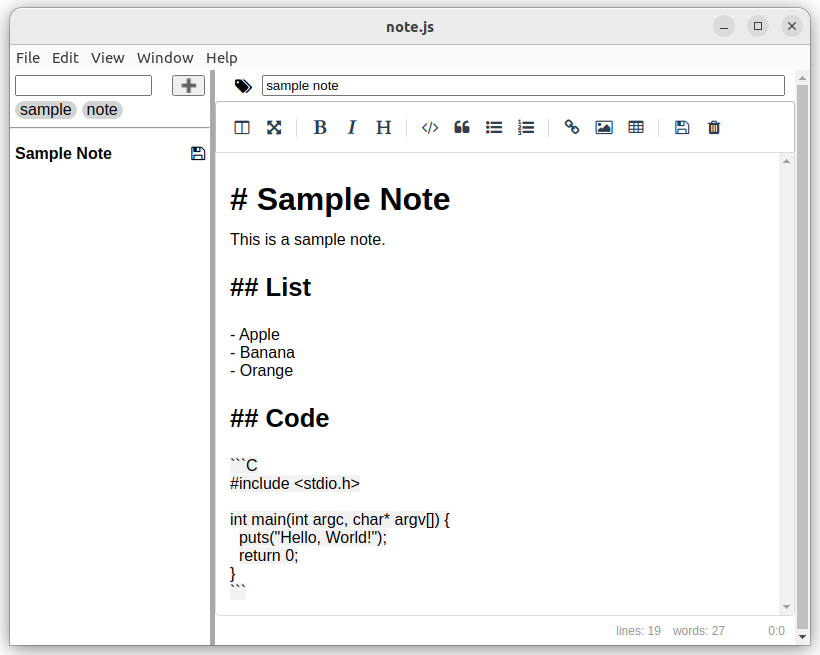 note.js
File Edit View Window Help
sample note
sample note
Sample Note
# Sample Note
This is a sample note.
## List
- Apple
- Banana
- Orange
## Code
```C
#include <stdio.h>
int main(int argc, char* argv[]) {
  puts("Hello, World!");
  return 0;
}
```
lines: 19 words: 27 0:0